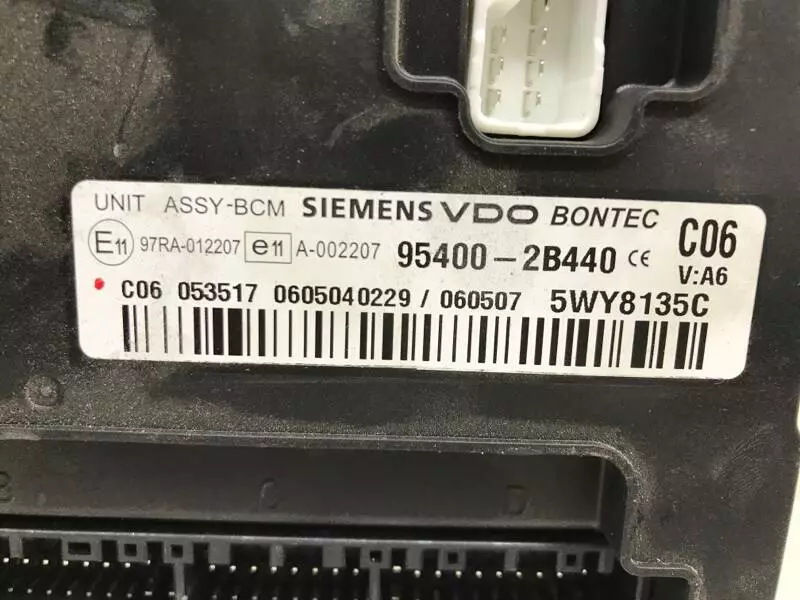 UNIT ASSY-BCM SIEMENS VDO BONTEC C06
E11 97RA-012207 e11 A-002207 95400-2B440 CE V:A6
C06 053517 0605040229 / 060507 5WY8135C
C D